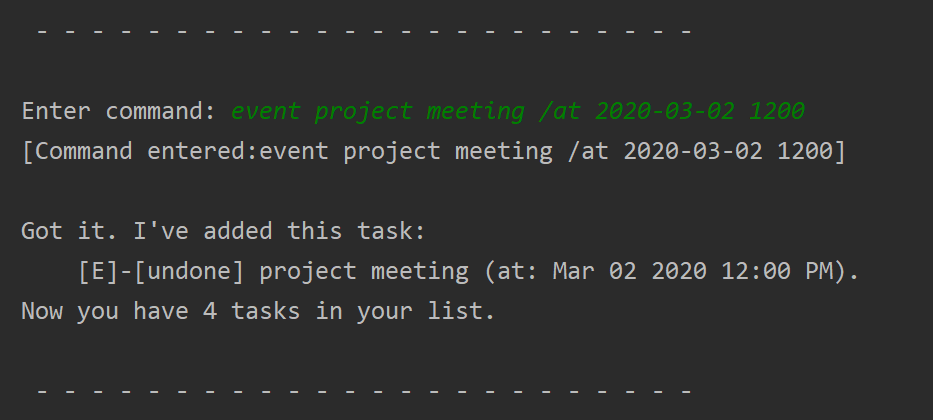 - - - - - - - - - - - - - - - - - - - - - - - -
Enter command: event project meeting /at 2020-03-02 1200
[Command entered:event project meeting /at 2020-03-02 1200]
Got it. I've added this task:
[E]-[undone] project meeting (at: Mar 02 2020 12:00 PM).
Now you have 4 tasks in your list.
- - - - - - - - - - - - - - - - - - - - - - - -